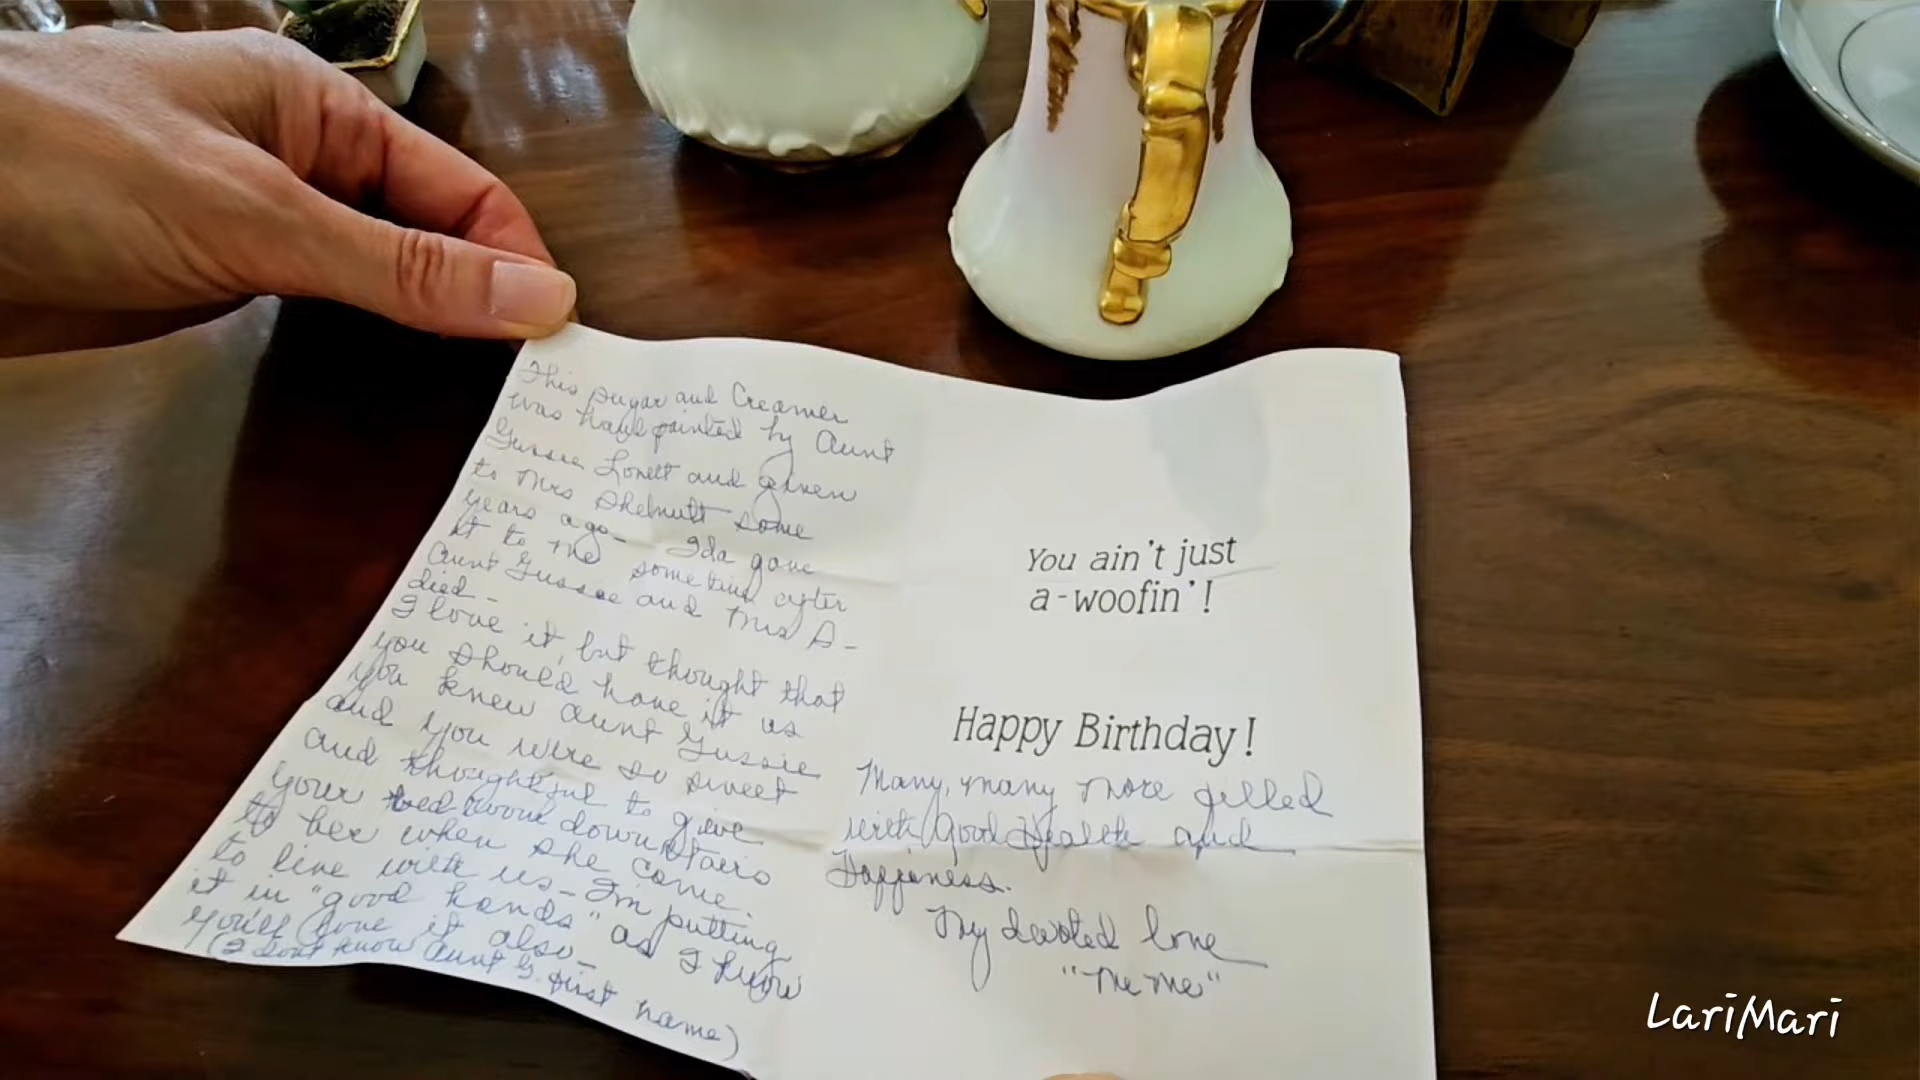 This sugar and Creamer
was hand painted by Aunt
Gussie and given
to Mrs Shelnutt some
years ago - Ida gave
it to me sometime after
Aunt Gussie and Mrs S-
died -
I love it, but thought that
you should have it as
you knew Aunt Gussie
and you were so sweet
and thoughtful to give
your bed room downstairs
to her when she came
to live with us - I'm putting
it in "good hands" as I know
you'll love it also -
(I dont know Aunt G. first name)
You ain't just
a-woofin'!
Happy Birthday!
Many, many more filled
with Good Health and
Happiness.
My devoted love
"Me Me"
LariMari